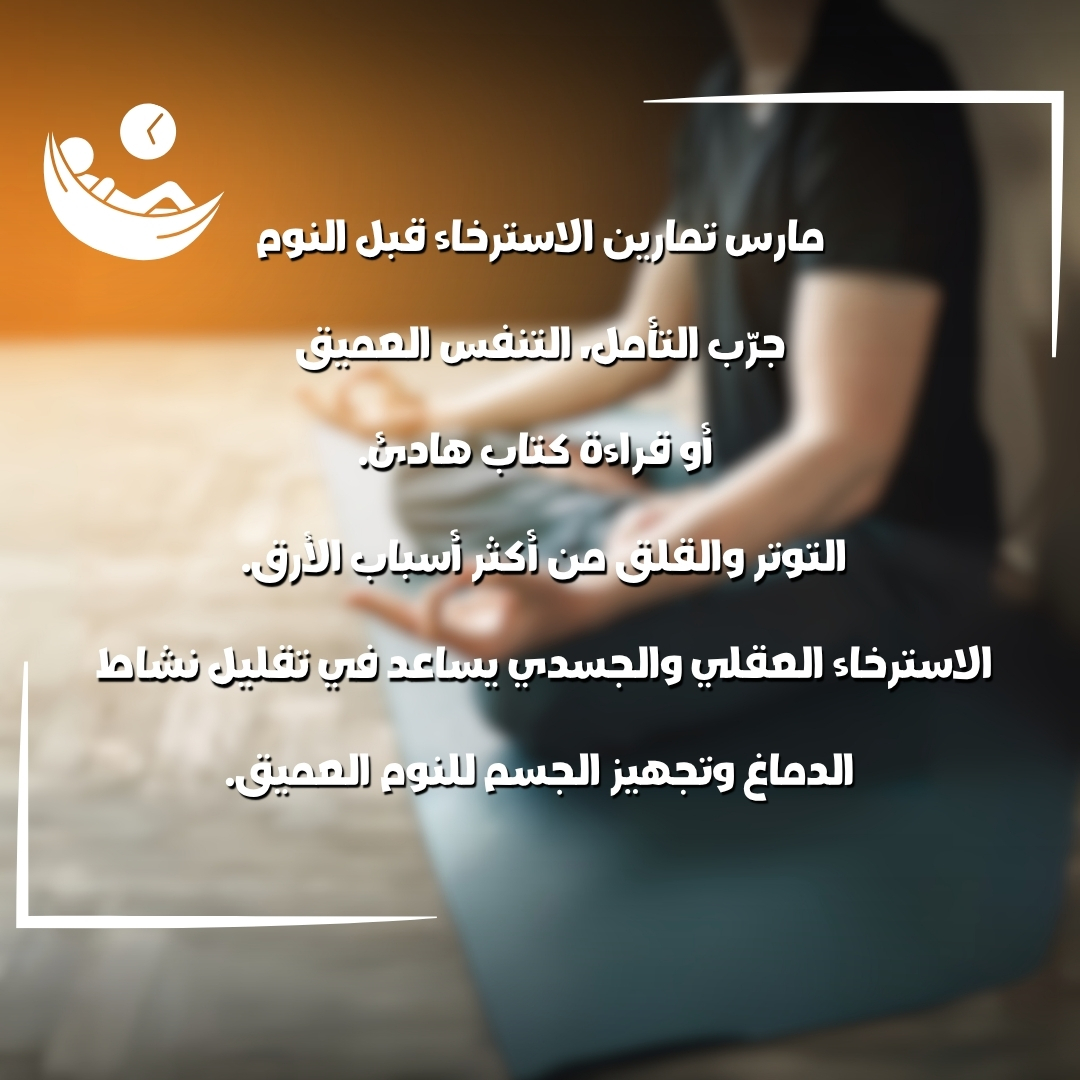 مارس تمارين الاسترخاء قبل النوم
جرّب التأمل، التنفس العميق
أو قراءة كتاب هادئ.
التوتر والقلق من أكثر أسباب الأرق.
الاسترخاء العقلي والجسدي يساعد في تقليل نشاط
الدماغ وتجهيز الجسم للنوم العميق.